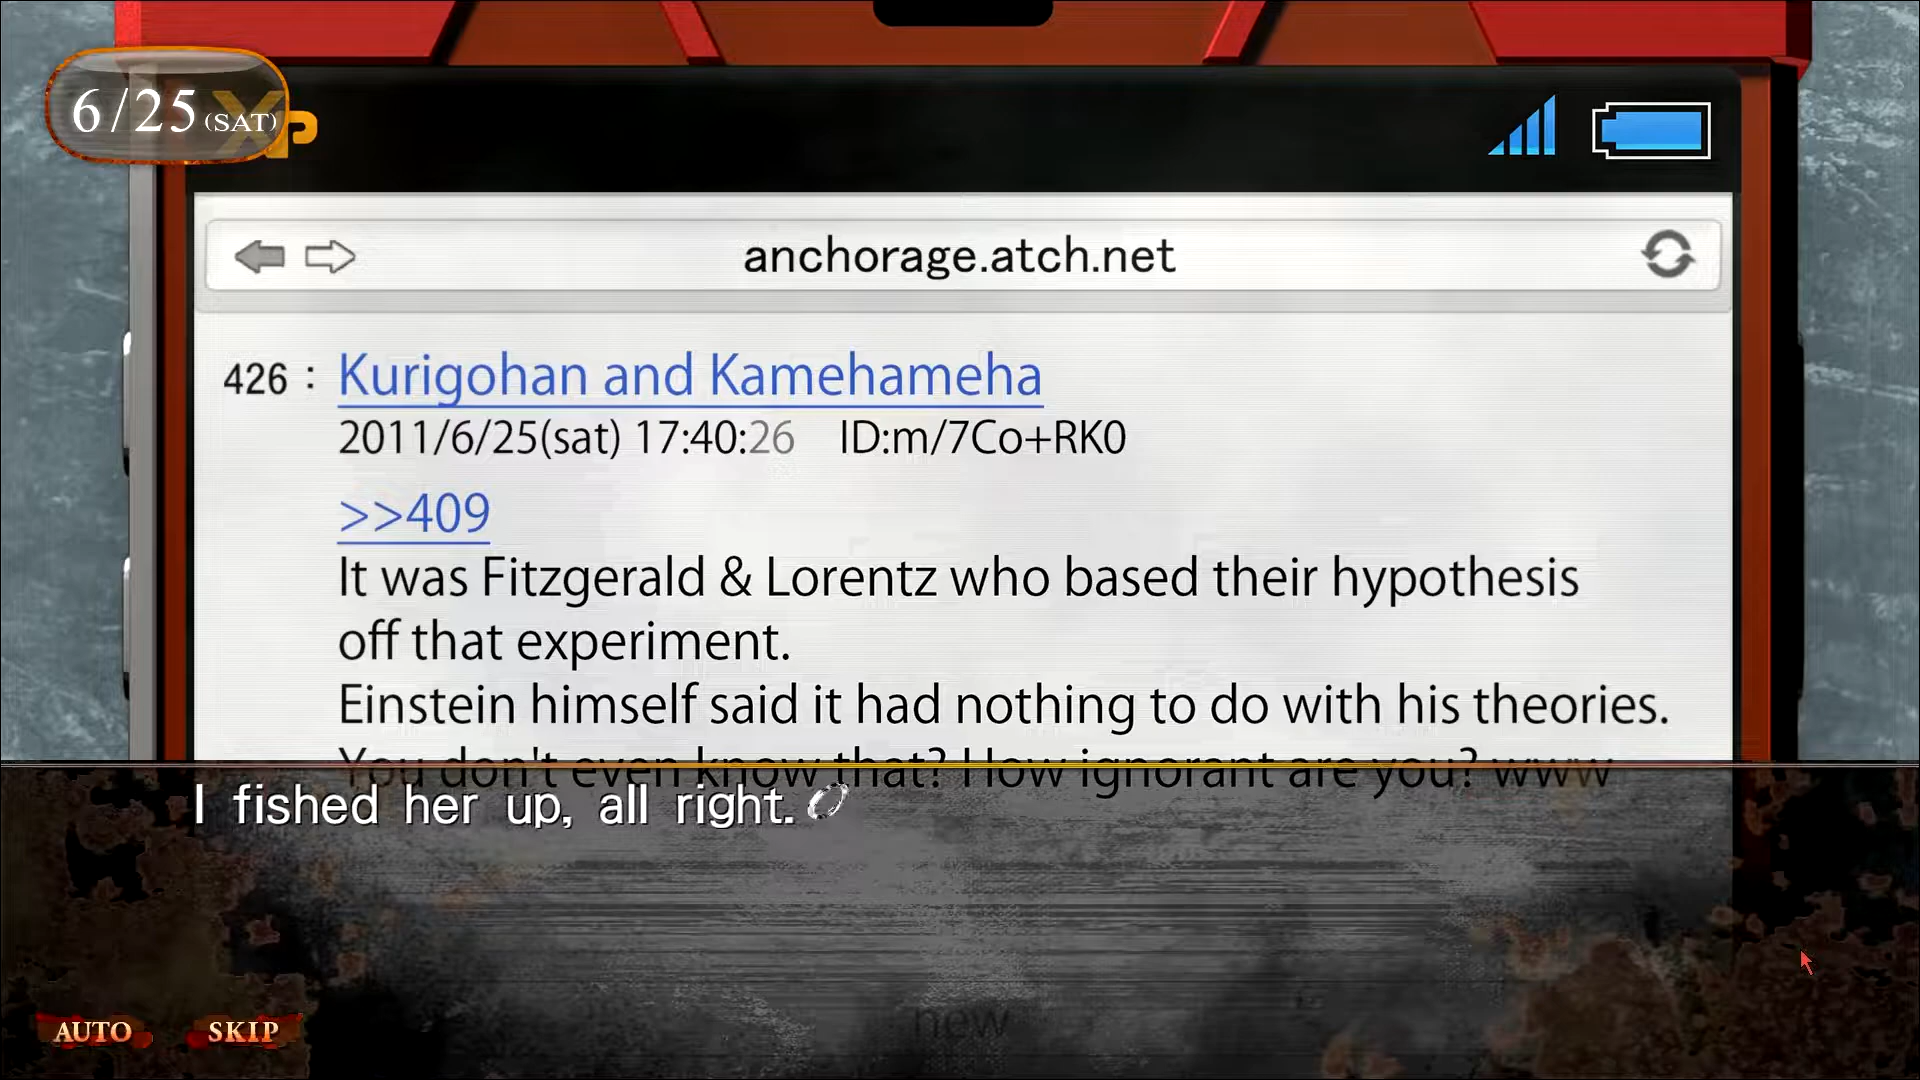 6/25(SAT)
XP
anchorage.atch.net
426 : Kurigohan and Kamehameha
2011/6/25(sat) 17:40:26 ID:m/7Co+RK0
>>409
It was Fitzgerald & Lorentz who based their hypothesis
off that experiment.
Einstein himself said it had nothing to do with his theories.
You don't even know that? How ignorant are you? www
I fished her up, all right.
new
AUTO SKIP